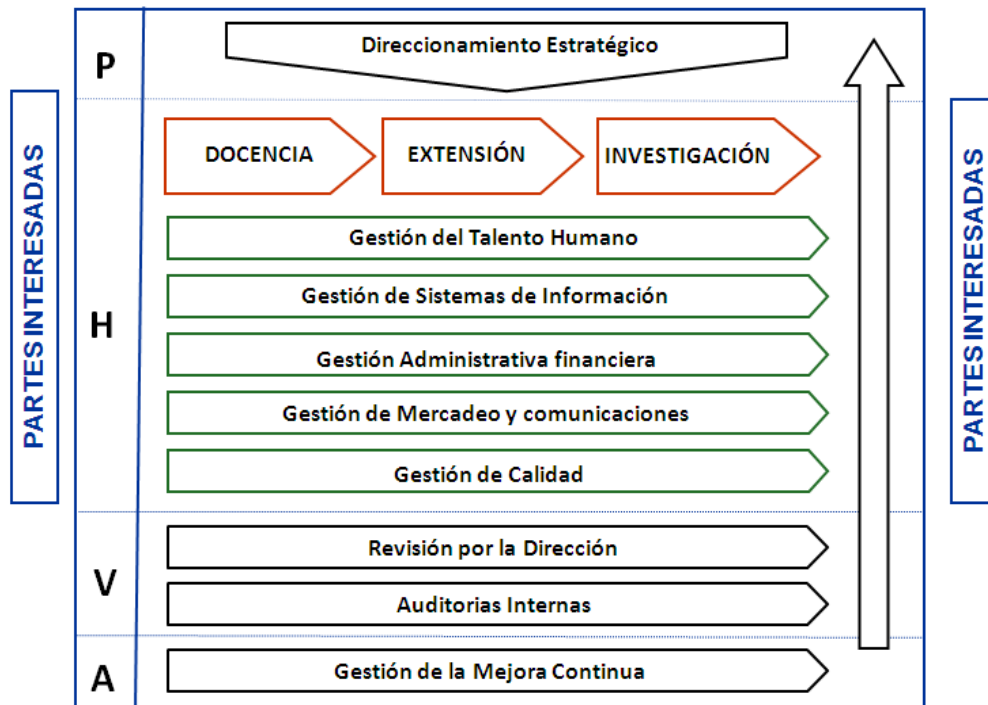 P
Direccionamiento Estratégico
PARTES INTERESADAS
H
DOCENCIA
EXTENSIÓN
INVESTIGACIÓN
Gestión del Talento Humano
Gestión de Sistemas de Información
Gestión Administrativa financiera
Gestión de Mercadeo y comunicaciones
Gestión de Calidad
V
Revisión por la Dirección
Auditorias Internas
A
Gestión de la Mejora Continua
PARTES INTERESADAS